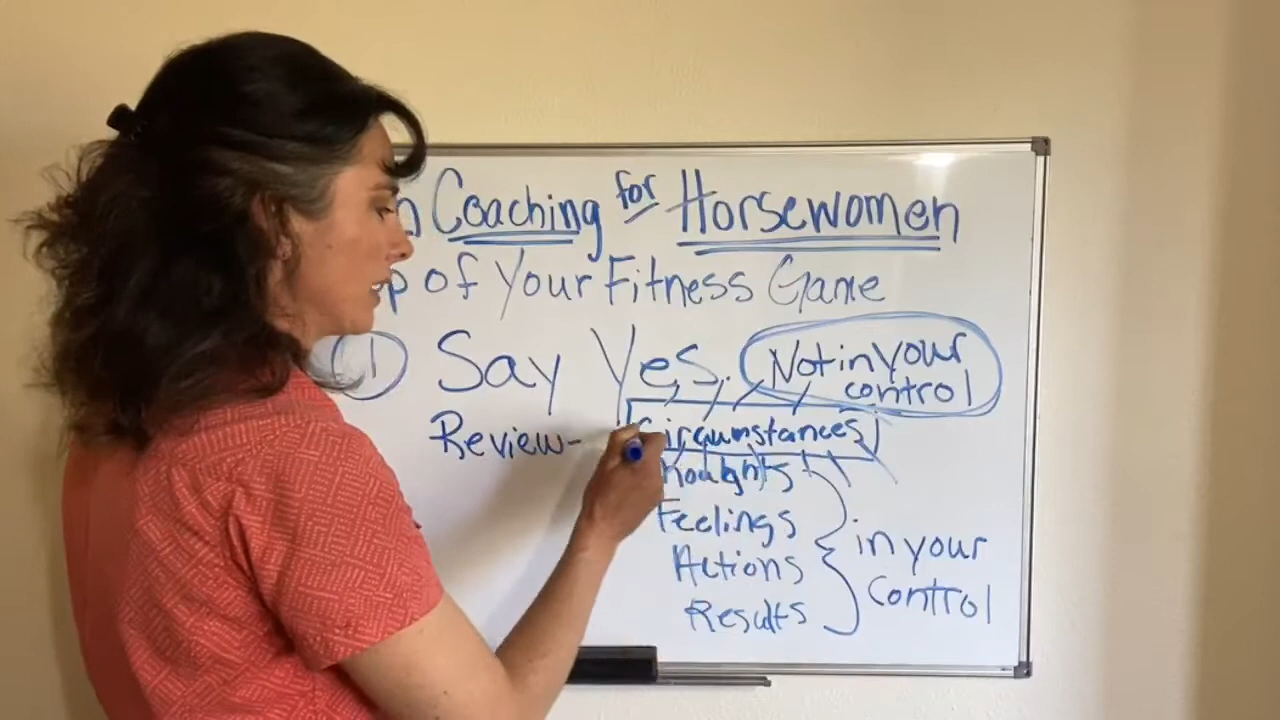 Coaching for Horsewomen
of Your Fitness Game
① Say Yes. Not in your control
Review- Circumstances
Thoughts
Feelings
Actions
Results
in your
control